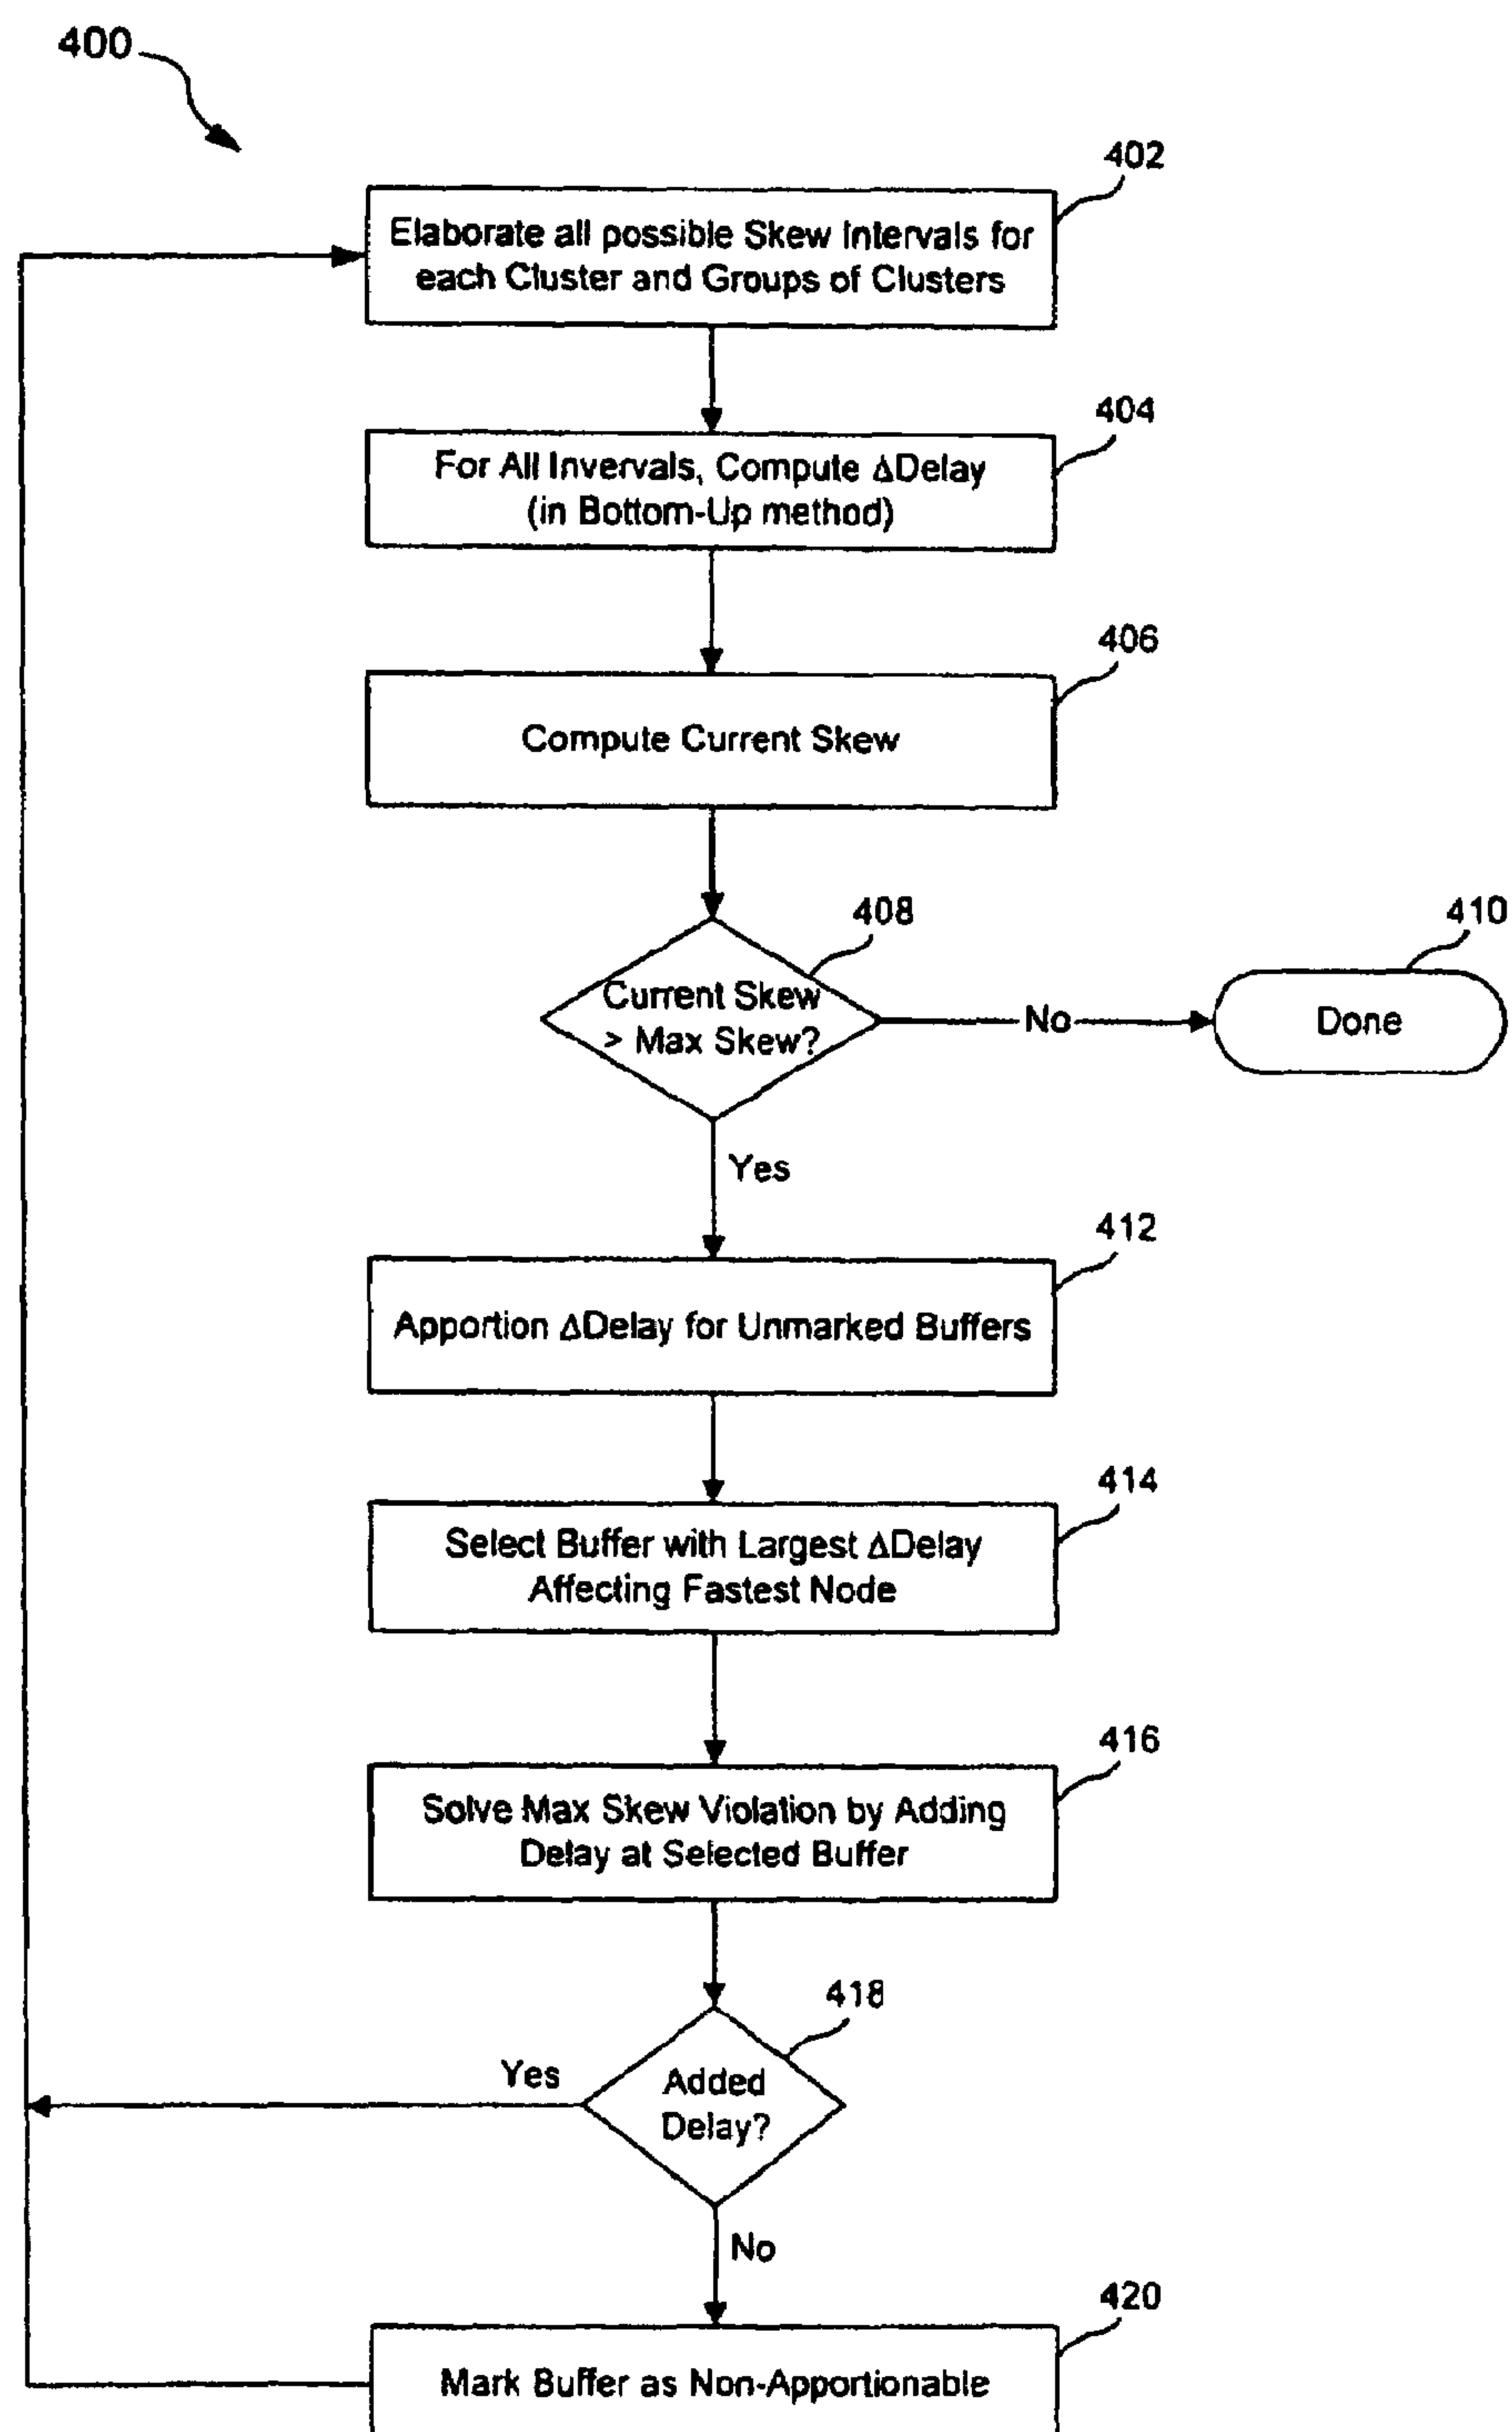 400
402
Elaborate all possible Skew Intervals for
each Cluster and Groups of Clusters
404
For All Invervals, Compute ΔDelay
(in Bottom-Up method)
406
Compute Current Skew
408
Current Skew
> Max Skew?
No
410
Done
Yes
412
Apportion ΔDelay for Unmarked Buffers
414
Select Buffer with Largest ΔDelay
Affecting Fastest Node
416
Solve Max Skew Violation by Adding
Delay at Selected Buffer
418
Added
Delay?
Yes
No
420
Mark Buffer as Non-Apportionable